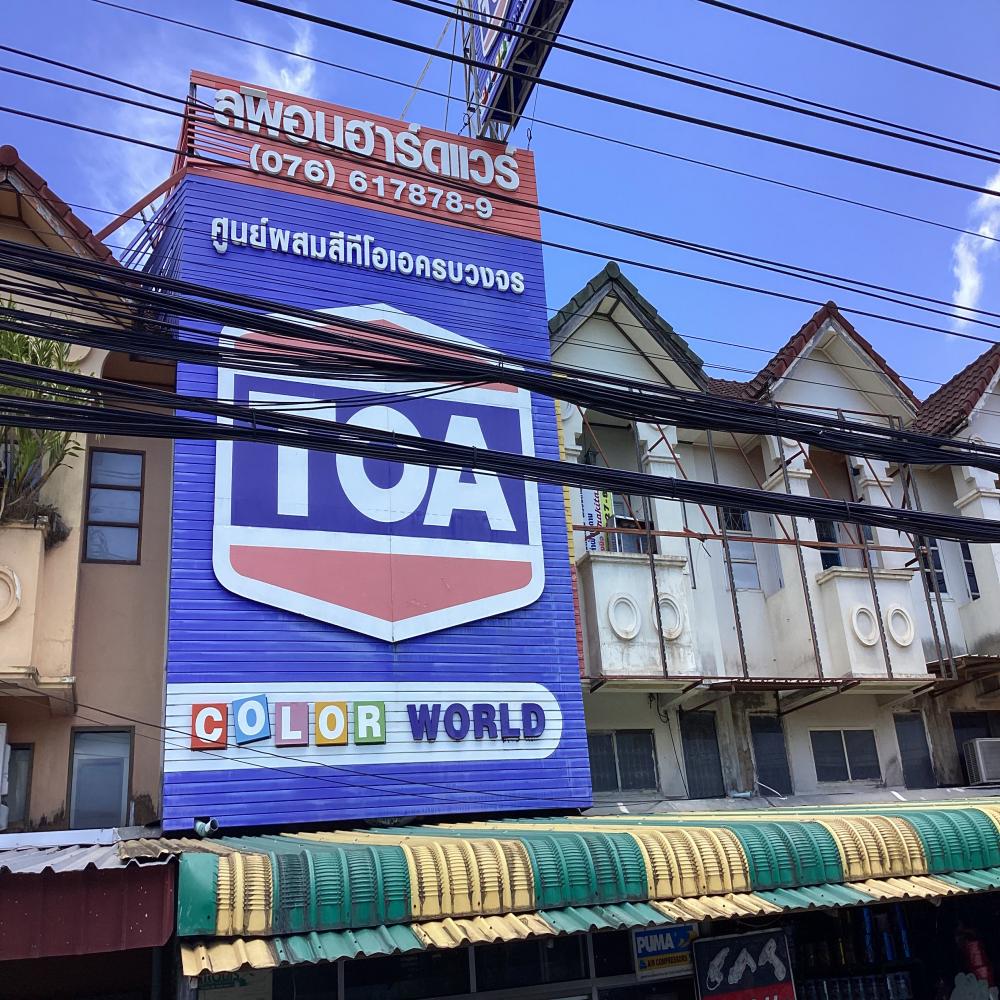 ลพิอนฮาร์ดแวร์
(076) 617878-9
ศูนย์ผสมสีทีโอเอครบวงจร
TOA
COLOR WORLD
makita
PUMA
AIR COMPRESSORS